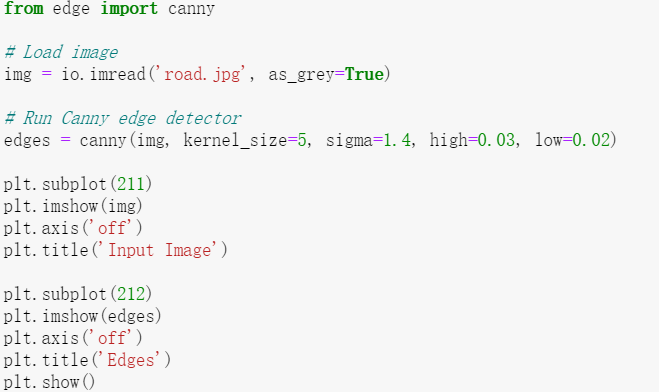 from edge import canny
# Load image
img = io.imread('road.jpg', as_grey=True)
# Run Canny edge detector
edges = canny(img, kernel_size=5, sigma=1.4, high=0.03, low=0.02)
plt.subplot(211)
plt.imshow(img)
plt.axis('off')
plt.title('Input Image')
plt.subplot(212)
plt.imshow(edges)
plt.axis('off')
plt.title('Edges')
plt.show()